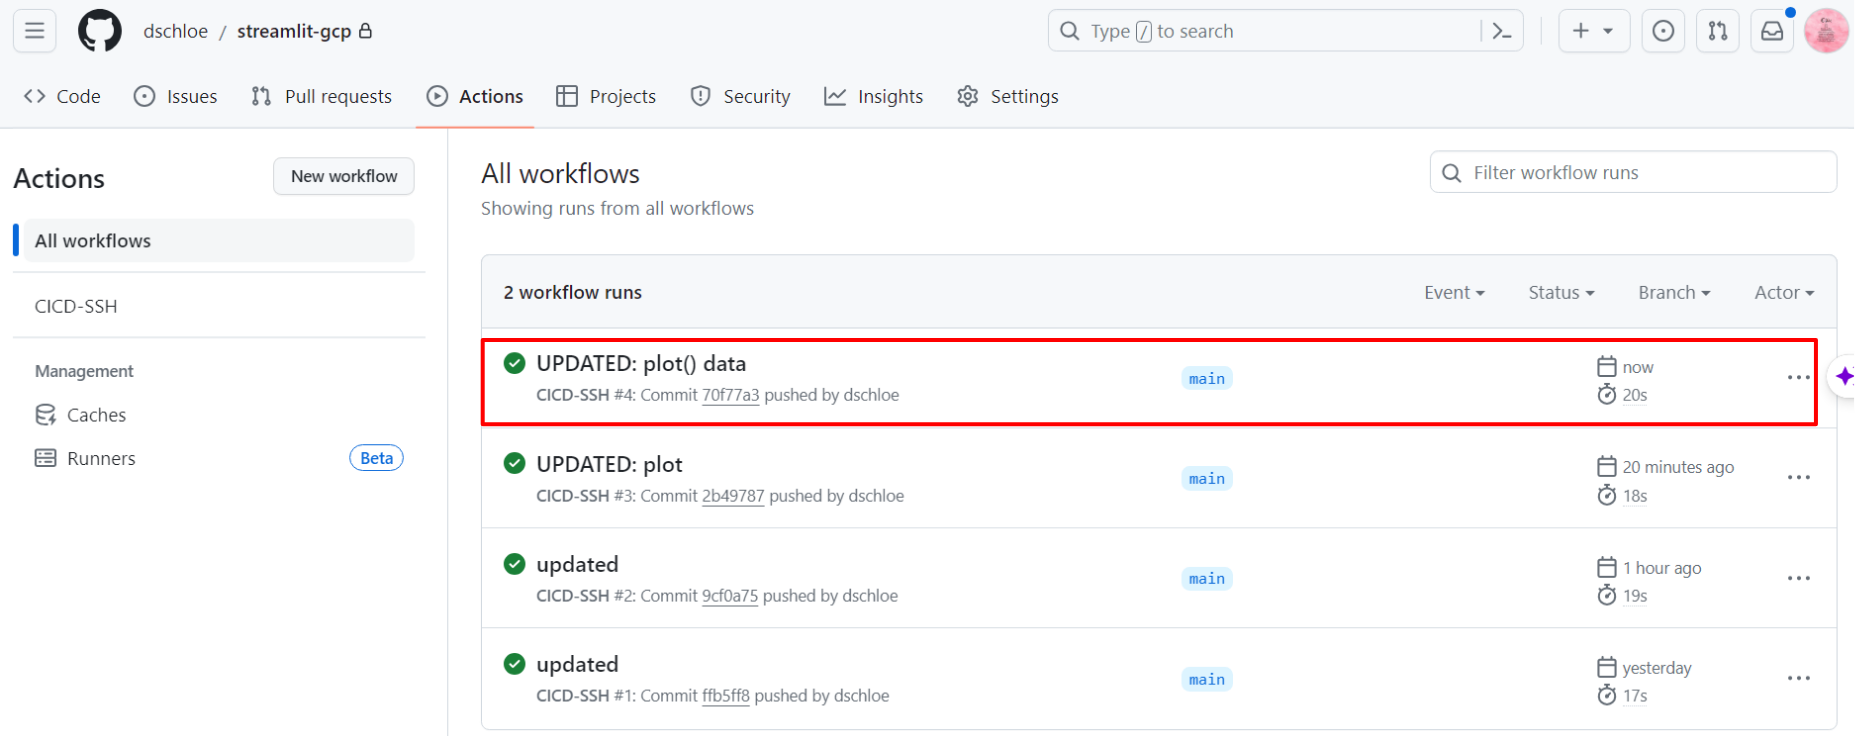 dschloe / streamlit-gcp
Type / to search
Code
Issues
Pull requests
Actions
Projects
Security
Insights
Settings
Actions
New workflow
All workflows
CICD-SSH
Management
Caches
Runners
Beta
All workflows
Showing runs from all workflows
Filter workflow runs
2 workflow runs
Event
Status
Branch
Actor
UPDATED: plot() data
CICD-SSH #4: Commit 70f77a3 pushed by dschloe
main
now
20s
UPDATED: plot
CICD-SSH #3: Commit 2b49787 pushed by dschloe
main
20 minutes ago
18s
updated
CICD-SSH #2: Commit 9cf0a75 pushed by dschloe
main
1 hour ago
19s
updated
CICD-SSH #1: Commit ffb5ff8 pushed by dschloe
main
yesterday
17s